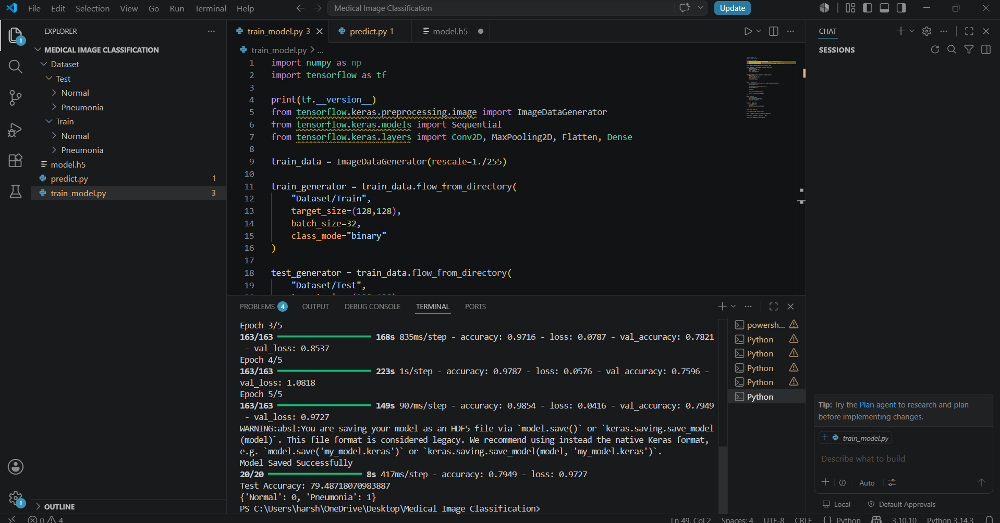 File Edit Selection View Go Run Terminal Help
Medical Image Classification
Update
EXPLORER
MEDICAL IMAGE CLASSIFICATION
Dataset
Test
Normal
Pneumonia
Train
Normal
Pneumonia
model.h5
predict.py 1
train_model.py 3
OUTLINE
1
1
train_model.py 3
predict.py 1
model.h5
train_model.py > ...
1 import numpy as np
2 import tensorflow as tf
3
4 print(tf.__version__)
5 from tensorflow.keras.preprocessing.image import ImageDataGenerator
6 from tensorflow.keras.models import Sequential
7 from tensorflow.keras.layers import Conv2D, MaxPooling2D, Flatten, Dense
8
9 train_data = ImageDataGenerator(rescale=1./255)
10
11 train_generator = train_data.flow_from_directory(
12 "Dataset/Train",
13 target_size=(128,128),
14 batch_size=32,
15 class_mode="binary"
16 )
17
18 test_generator = train_data.flow_from_directory(
19 "Dataset/Test",
PROBLEMS 4 OUTPUT DEBUG CONSOLE TERMINAL PORTS
Epoch 3/5
163/163 168s 835ms/step - accuracy: 0.9716 - loss: 0.0787 - val_accuracy: 0.7821
- val_loss: 0.8537
Epoch 4/5
163/163 223s 1s/step - accuracy: 0.9787 - loss: 0.0576 - val_accuracy: 0.7596 -
val_loss: 1.0818
Epoch 5/5
163/163 149s 907ms/step - accuracy: 0.9854 - loss: 0.0416 - val_accuracy: 0.7949
- val_loss: 0.9727
WARNING:absl:You are saving your model as an HDF5 file via `model.save()` or `keras.saving.save_model
(model)`. This file format is considered legacy. We recommend using instead the native Keras format,
e.g. `model.save('my_model.keras')` or `keras.saving.save_model(model, 'my_model.keras')`.
Model Saved Successfully
20/20 8s 417ms/step - accuracy: 0.7949 - loss: 0.9727
Test Accuracy: 79.48718070983887
{'Normal': 0, 'Pneumonia': 1}
PS C:\Users\harsh\OneDrive\Desktop\Medical Image Classification>
powersh...
Python
Python
Python
Python
Python
CHAT
SESSIONS
Tip: Try the Plan agent to research and plan
before implementing changes.
train_model.py
Describe what to build
Auto
Local Default Approvals
0 4
Ln 49, Col 2 Spaces: 4 UTF-8 CRLF {} Python 3.10.10 Python 3.14.3